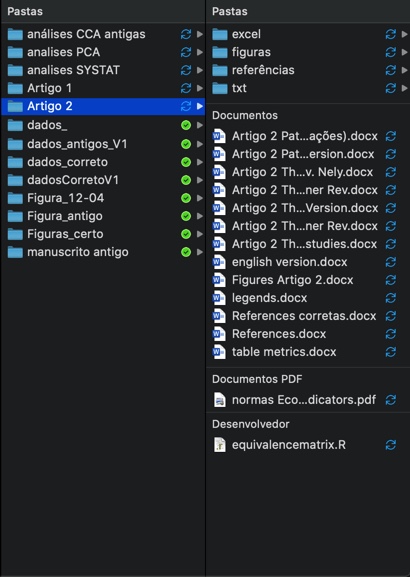 Pastas
análises CCA antigas
analises PCA
analises SYSTAT
Artigo 1
Artigo 2
dados_
dados_antigos_V1
dados_correto
dadosCorretoV1
Figura_12-04
Figura_antigo
Figuras_certo
manuscrito antigo
Pastas
excel
figuras
referências
txt
Documentos
Artigo 2 Pat...ações).docx
Artigo 2 Pat...ersion.docx
Artigo 2 Th...v. Nely.docx
Artigo 2 Th...ner Rev.docx
Artigo 2 Th...Version.docx
Artigo 2 Th...ner Rev.docx
Artigo 2 Th...studies.docx
english version.docx
Figures Artigo 2.docx
legends.docx
References corretas.docx
References.docx
table metrics.docx
Documentos PDF
normas Eco...dicators.pdf
Desenvolvedor
equivalencematrix.R